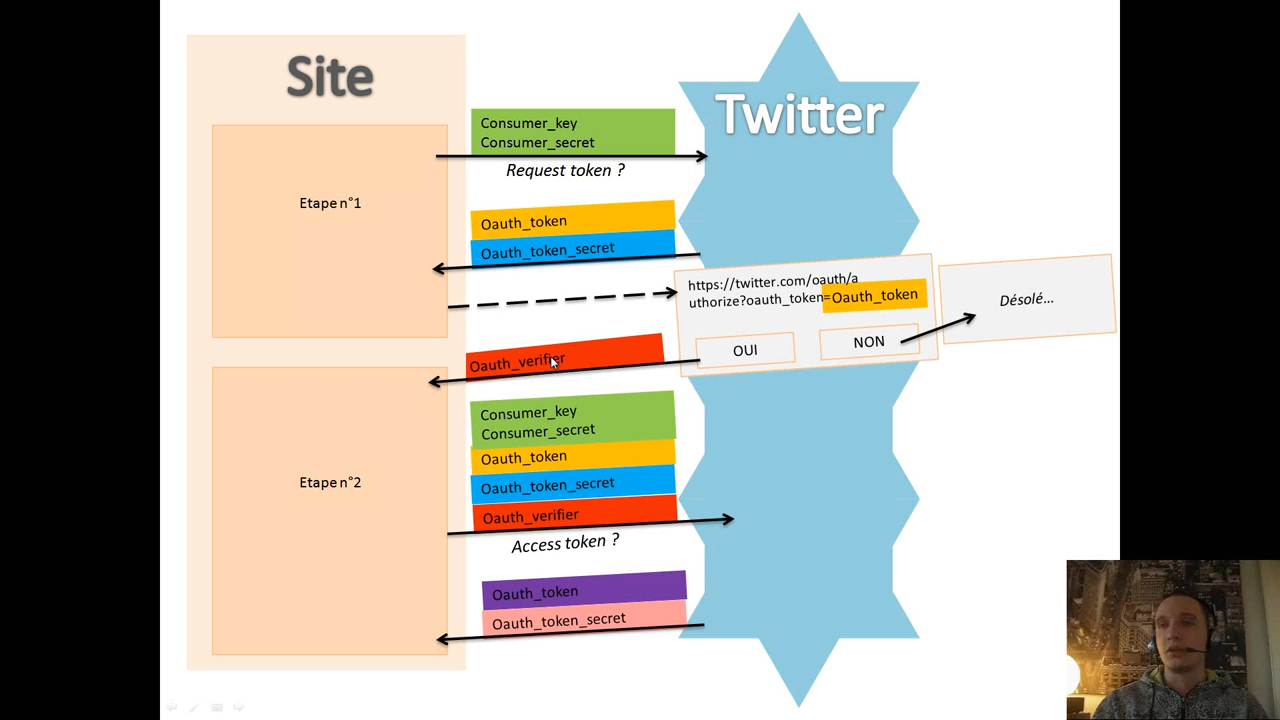 Site
Twitter
Consumer_key
Consumer_secret
Request token ?
Etape n°1
Oauth_token
Oauth_token_secret
https://twitter.com/oauth/a
uthorize?oauth_token=Oauth_token
Désolé...
OUI
NON
Oauth_verifier
Consumer_key
Consumer_secret
Oauth_token
Etape n°2
Oauth_token_secret
Oauth_verifier
Access token ?
Oauth_token
Oauth_token_secret